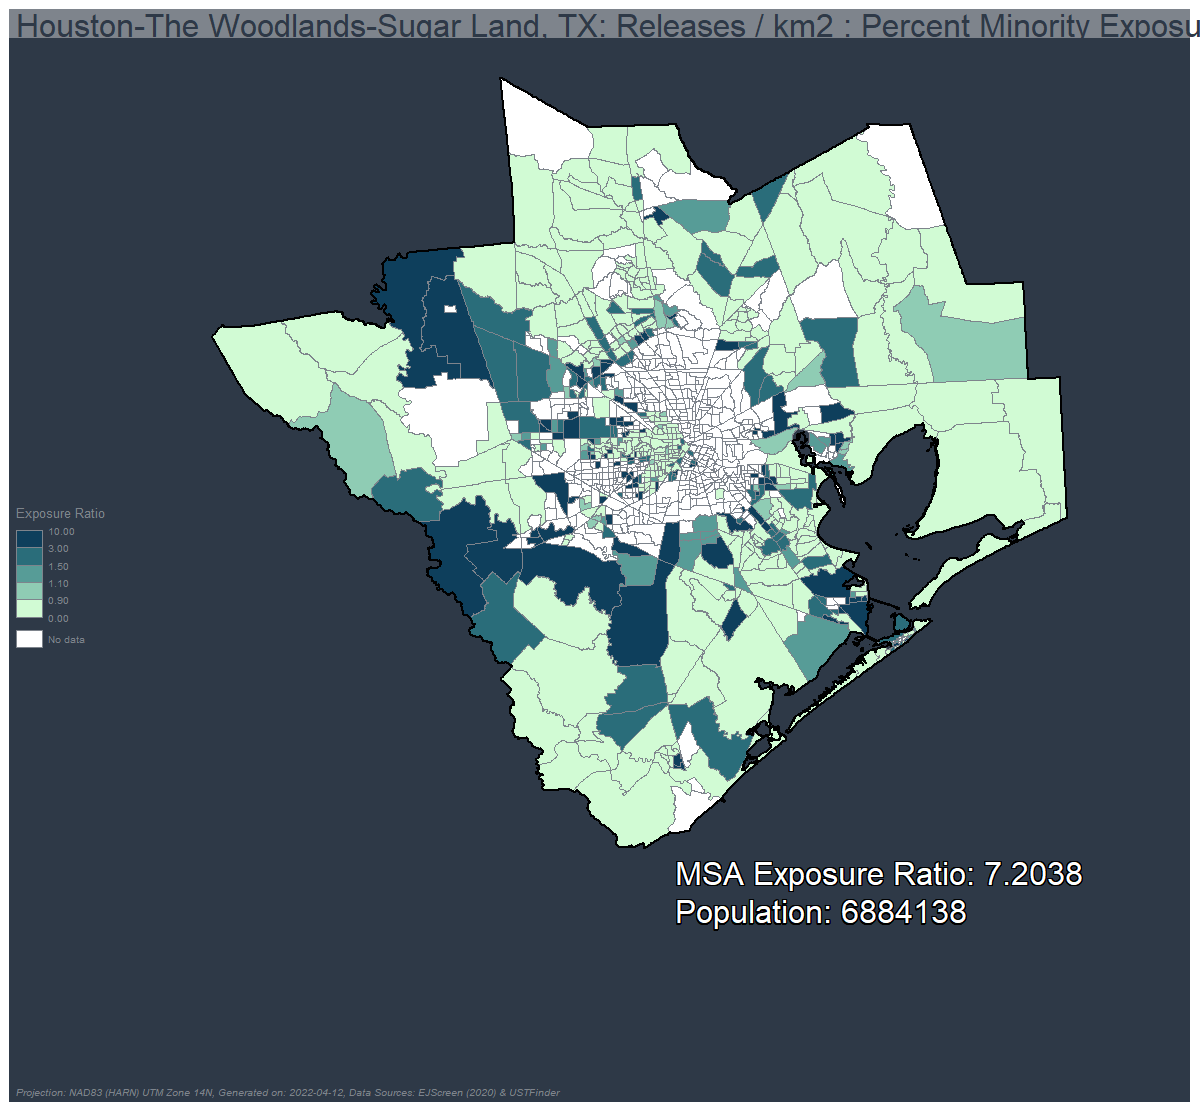 Houston-The Woodlands-Sugar Land, TX: Releases / km2 : Percent Minority Exposu
Exposure Ratio
10.00
3.00
1.50
1.10
0.90
0.00
No data
MSA Exposure Ratio: 7.2038
Population: 6884138
Projection: NAD83 (HARN) UTM Zone 14N, Generated on: 2022-04-12, Data Sources: EJScreen (2020) & USTFinder